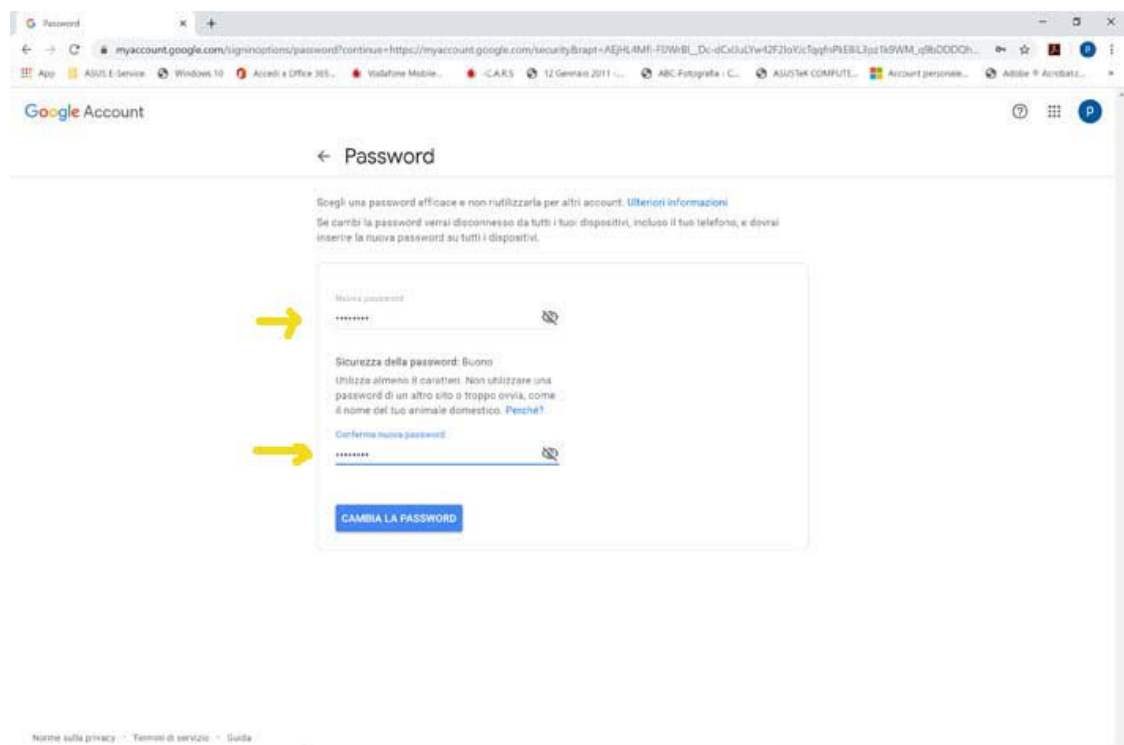 Password
myaccount.google.com/signinoptions/password?continue=https://myaccount.google.com/security&rapt=
App ASUS E-Service Windows 10 Accedi a Office 365... Vodafone Mobile... -C.A.R.S 12 Gennaio 2011 -... ABC-Fotografia : C... ASUSTeK COMPUTE... Account personale... Adobe ® Acrobat®...
Google Account
P
← Password
Scegli una password efficace e non riutilizzarla per altri account. Ulteriori informazioni
Se cambi la password verrai disconnesso da tutti i tuoi dispositivi, incluso il tuo telefono, e dovrai
inserire la nuova password su tutti i dispositivi.
Nuova password
••••••••
Sicurezza della password: Buono
Utilizza almeno 8 caratteri. Non utilizzare una
password di un altro sito o troppo ovvia, come
il nome del tuo animale domestico. Perché?
Conferma nuova password
••••••••
CAMBIA LA PASSWORD
Norme sulla privacy · Termini di servizio · Guida